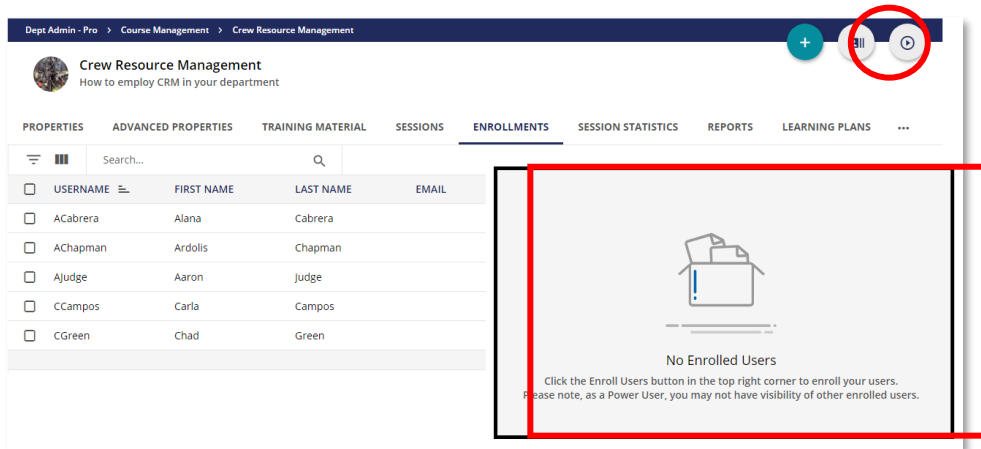 Dept Admin - Pro > Course Management > Crew Resource Management
Crew Resource Management
How to employ CRM in your department
PROPERTIES ADVANCED PROPERTIES TRAINING MATERIAL SESSIONS ENROLLMENTS SESSION STATISTICS REPORTS LEARNING PLANS ...
Search...
USERNAME FIRST NAME LAST NAME EMAIL
ACabrera Alana Cabrera
AChapman Ardolis Chapman
AJudge Aaron Judge
CCampos Carla Campos
CGreen Chad Green
No Enrolled Users
Click the Enroll Users button in the top right corner to enroll your users.
Please note, as a Power User, you may not have visibility of other enrolled users.